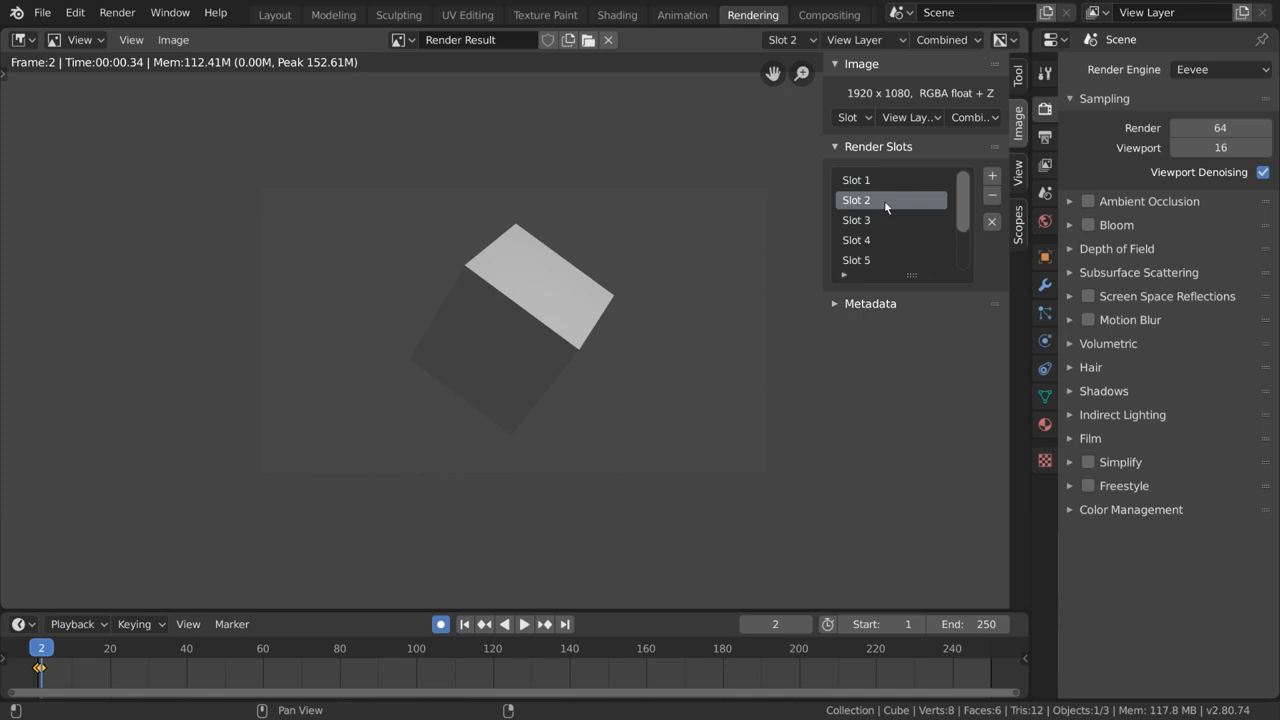 File Edit Render Window Help Layout Modeling Sculpting UV Editing Texture Paint Shading Animation Rendering Compositing Scene View Layer
View View Image Render Result Slot 2 View Layer Combined Scene
Frame:2 | Time:00:00.34 | Mem:112.41M (0.00M, Peak 152.61M)
Image
1920 x 1080, RGBA float + Z
Slot View Lay.. Combi..
Render Slots
Slot 1
Slot 2
Slot 3
Slot 4
Slot 5
Metadata
Tool
Image
View
Scopes
Render Engine Eevee
Sampling
Render 64
Viewport 16
Viewport Denoising
Ambient Occlusion
Bloom
Depth of Field
Subsurface Scattering
Screen Space Reflections
Motion Blur
Volumetric
Hair
Shadows
Indirect Lighting
Film
Simplify
Freestyle
Color Management
Playback Keying View Marker 2 Start: 1 End: 250
2 20 40 60 80 100 120 140 160 180 200 220 240
Pan View Collection | Cube | Verts:8 | Faces:6 | Tris:12 | Objects:1/3 | Mem: 117.8 MB | v2.80.74